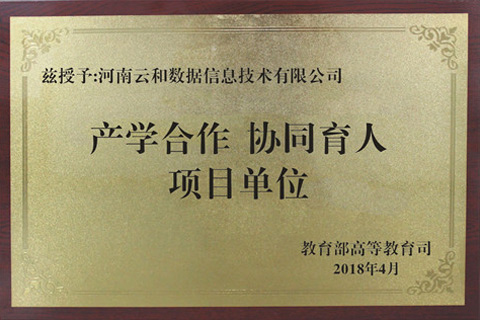 兹授予:河南云和数据信息技术有限公司
产学合作 协同育人
项目单位
教育部高等教育司
2018年4月